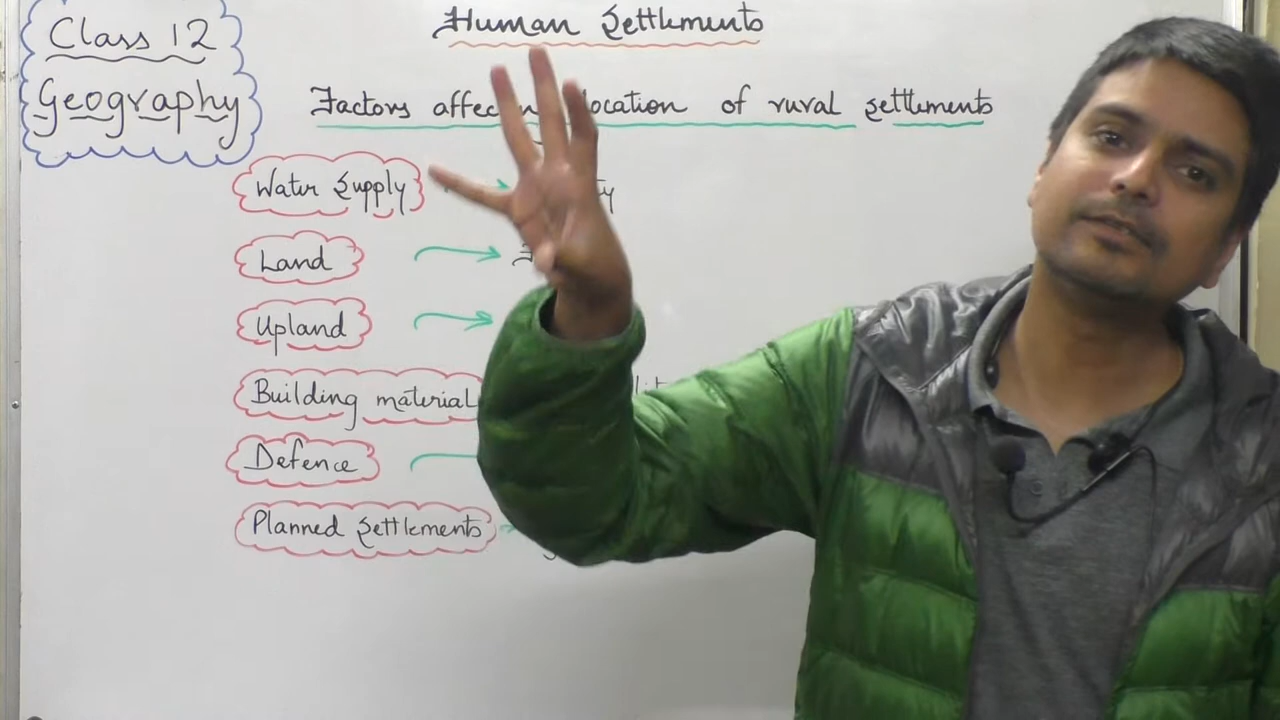 Class 12
Geography
Human Settlements
Factors location of rural settlements
Water Supply
Land
Upland
Building material
Defence
Planned Settlements